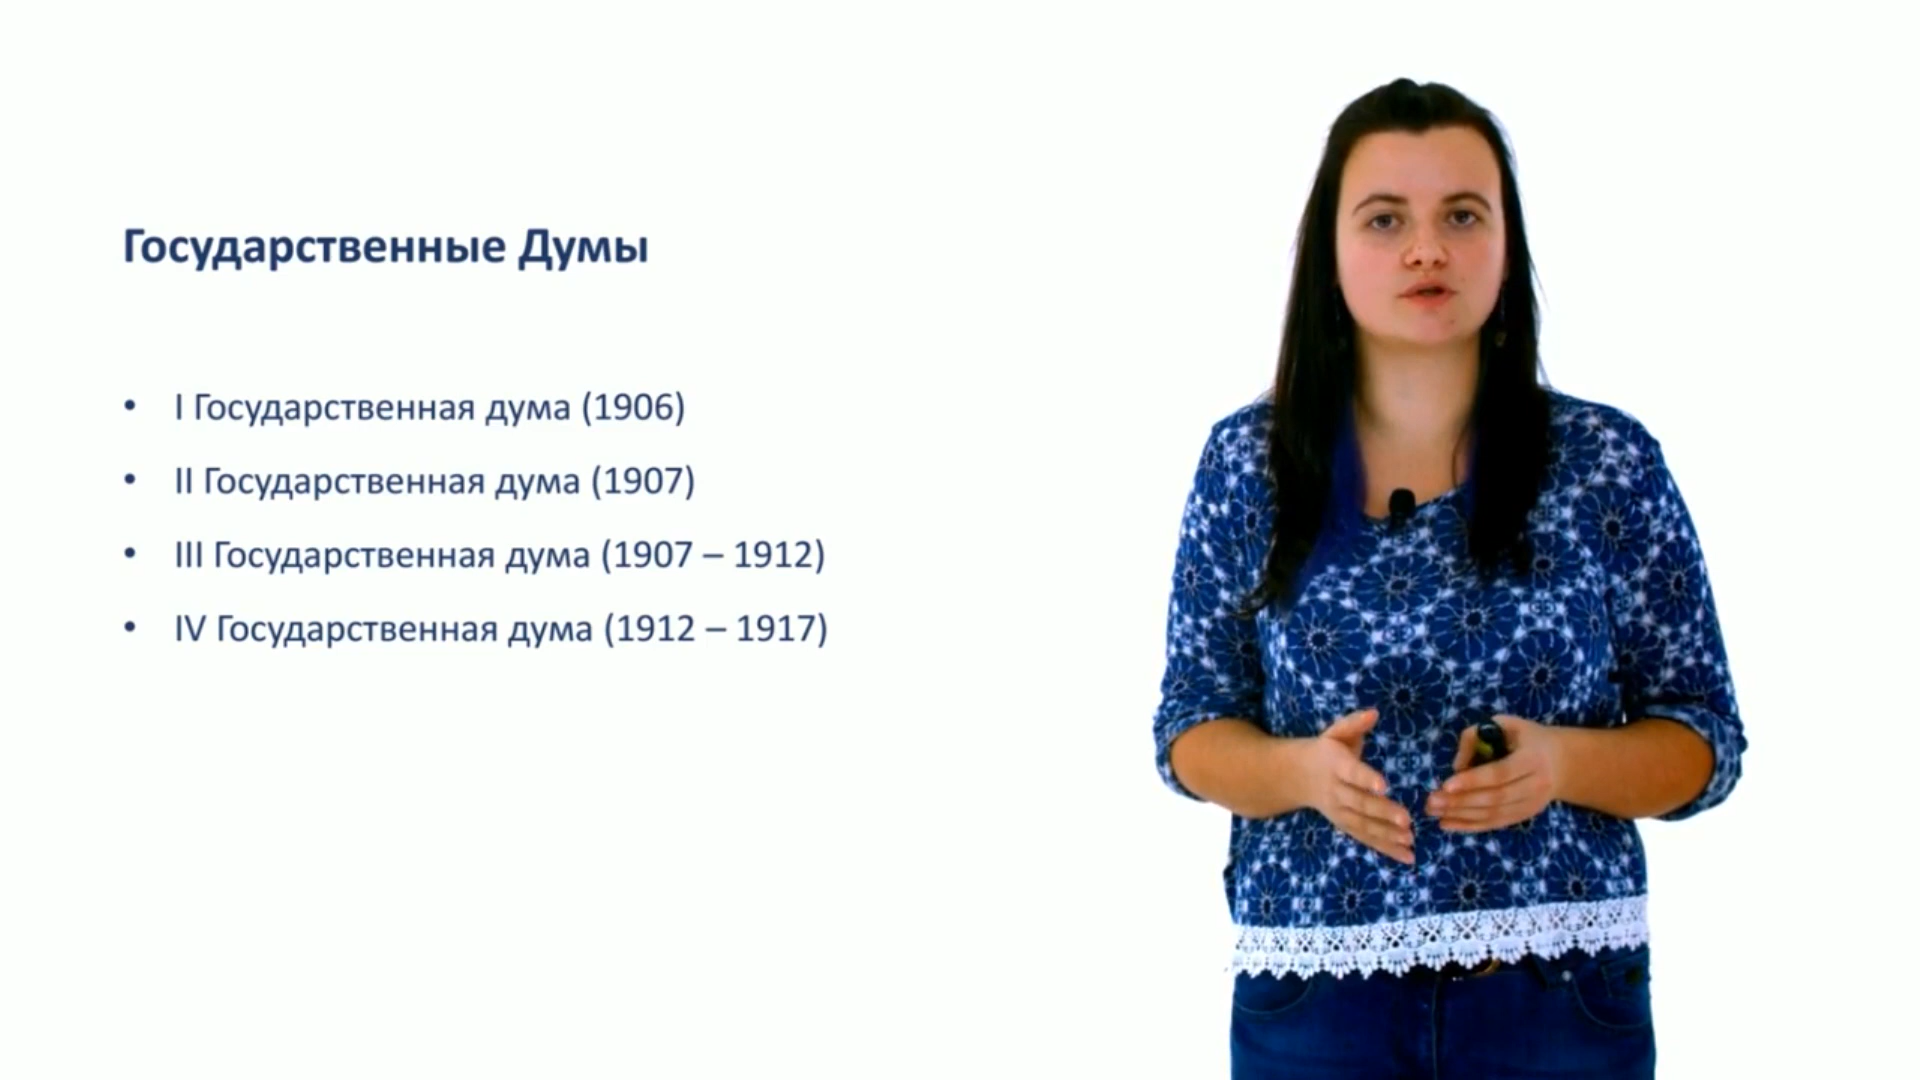 Государственные Думы
• I Государственная дума (1906)
• II Государственная дума (1907)
• III Государственная дума (1907 – 1912)
• IV Государственная дума (1912 – 1917)